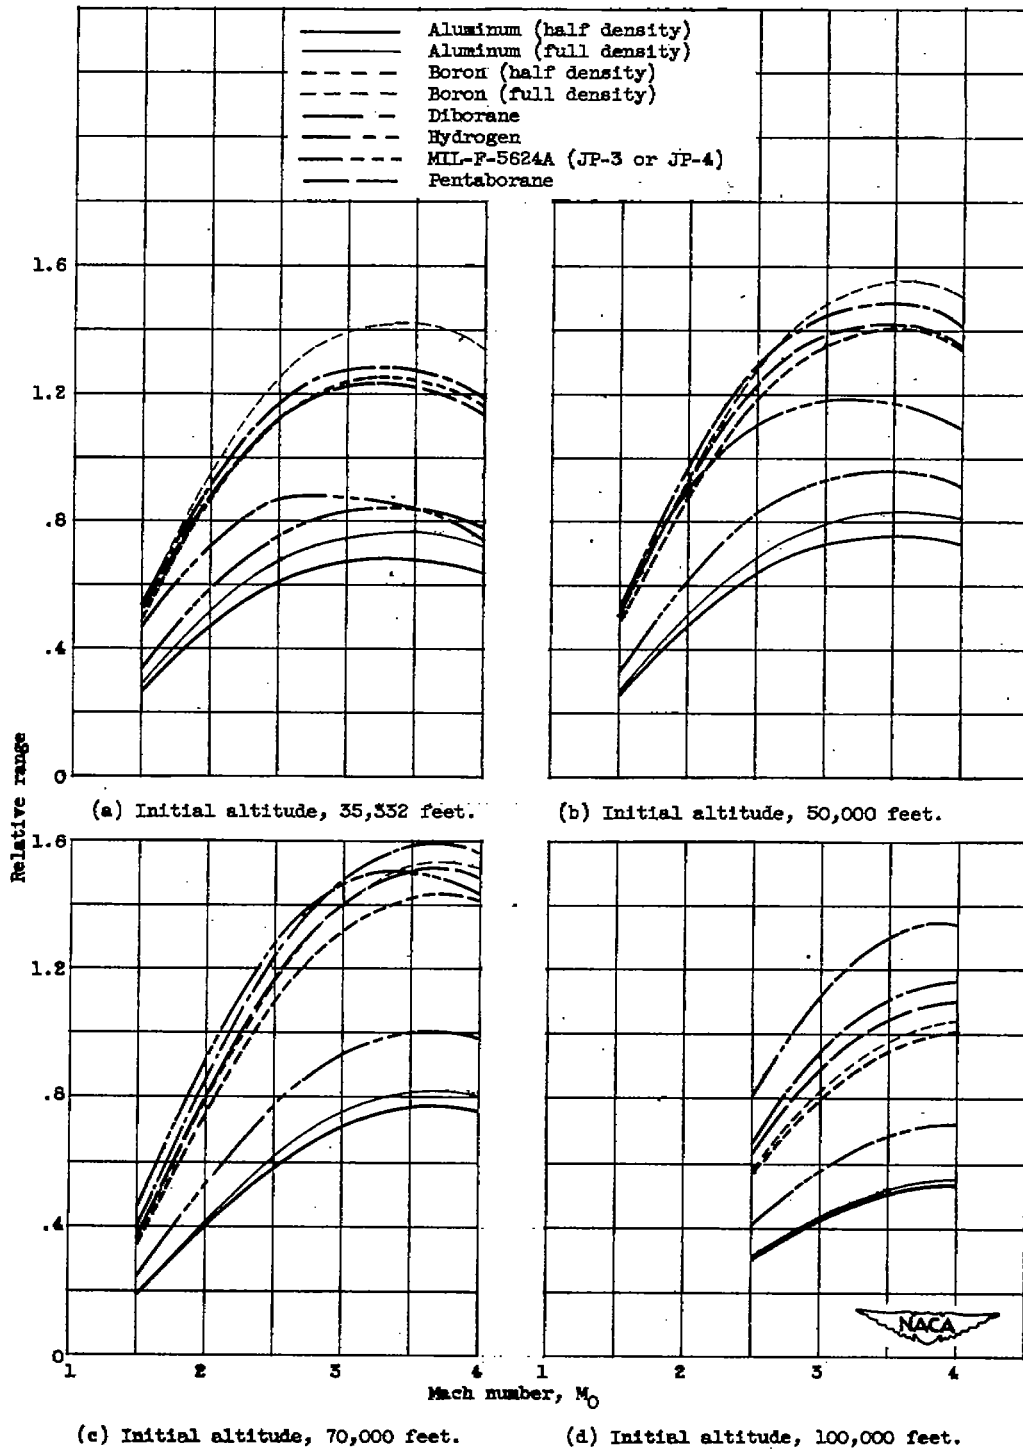 Aluminum (half density)
Aluminum (full density)
Boron (half density)
Boron (full density)
Diborane
Hydrogen
MIL-F-5624A (JP-3 or JP-4)
Pentaborane
1.6
1.2
.8
.4
0
(a) Initial altitude, 35,332 feet.
(b) Initial altitude, 50,000 feet.
Relative range
1.6
1.2
.8
.4
0
1
2
3
4
1
2
3
4
NACA
Mach number, M0
(c) Initial altitude, 70,000 feet.
(d) Initial altitude, 100,000 feet.